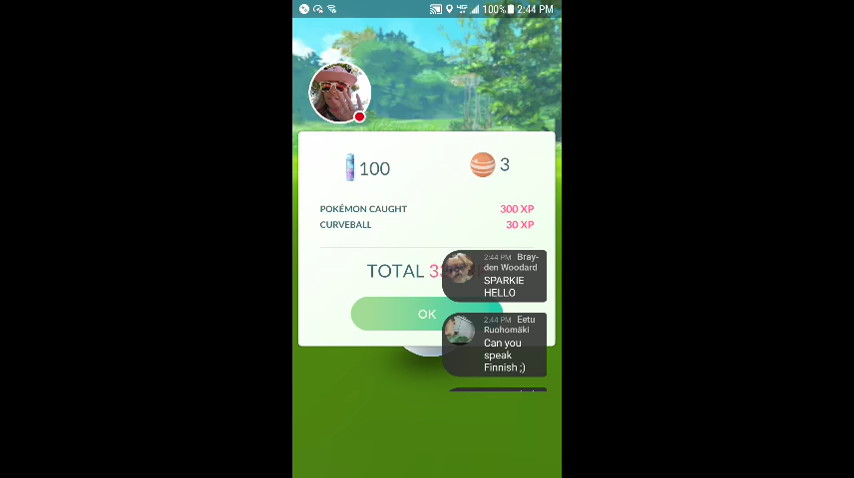 100% 2:44 PM
100
3
POKÉMON CAUGHT 300 XP
CURVEBALL 30 XP
TOTAL
OK
2:44 PM Bray-
den Woodard
SPARKIE
HELLO
2:44 PM Eetu
Ruohomäki
Can you
speak
Finnish ;)